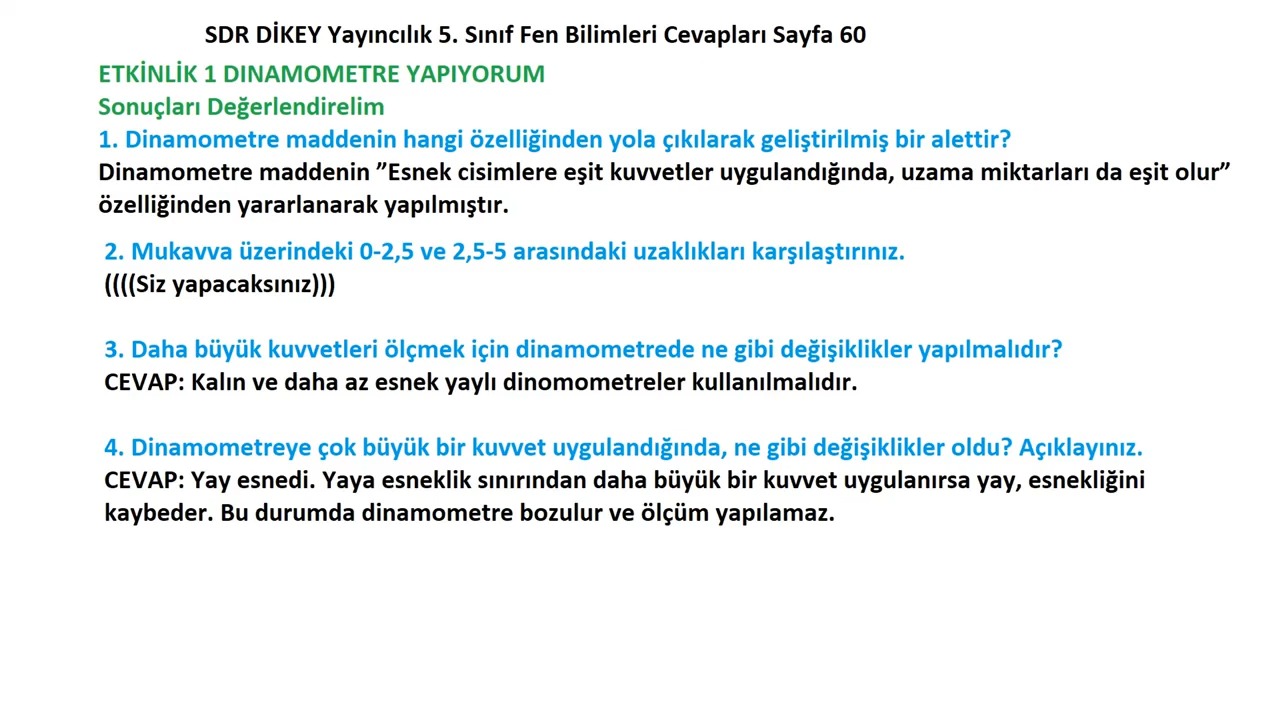 SDR DİKEY Yayıncılık 5. Sınıf Fen Bilimleri Cevapları Sayfa 60
ETKİNLİK 1 DINAMOMETRE YAPIYORUM
Sonuçları Değerlendirelim
1. Dinamometre maddenin hangi özelliğinden yola çıkılarak geliştirilmiş bir alettir?
Dinamometre maddenin ”Esnek cisimlere eşit kuvvetler uygulandığında, uzama miktarları da eşit olur”
özelliğinden yararlanarak yapılmıştır.
2. Mukavva üzerindeki 0-2,5 ve 2,5-5 arasındaki uzaklıkları karşılaştırınız.
((((Siz yapacaksınız)))
3. Daha büyük kuvvetleri ölçmek için dinamometrede ne gibi değişiklikler yapılmalıdır?
CEVAP: Kalın ve daha az esnek yaylı dinomometreler kullanılmalıdır.
4. Dinamometreye çok büyük bir kuvvet uygulandığında, ne gibi değişiklikler oldu? Açıklayınız.
CEVAP: Yay esnedi. Yaya esneklik sınırından daha büyük bir kuvvet uygulanırsa yay, esnekliğini
kaybeder. Bu durumda dinamometre bozulur ve ölçüm yapılamaz.